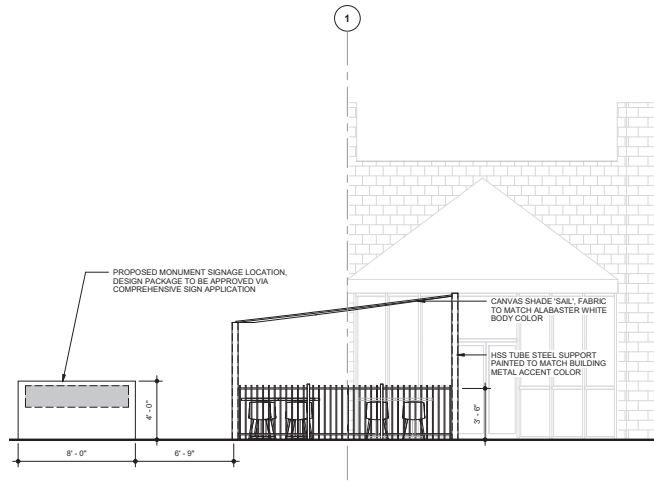 1
PROPOSED MONUMENT SIGNAGE LOCATION,
DESIGN PACKAGE TO BE APPROVED VIA
COMPREHENSIVE SIGN APPLICATION
CANVAS SHADE 'SAIL', FABRIC
TO MATCH ALABASTER WHITE
BODY COLOR
HSS TUBE STEEL SUPPORT
PAINTED TO MATCH BUILDING
METAL ACCENT COLOR
4' - 0"
3' - 6"
8' - 0"
6' - 9"